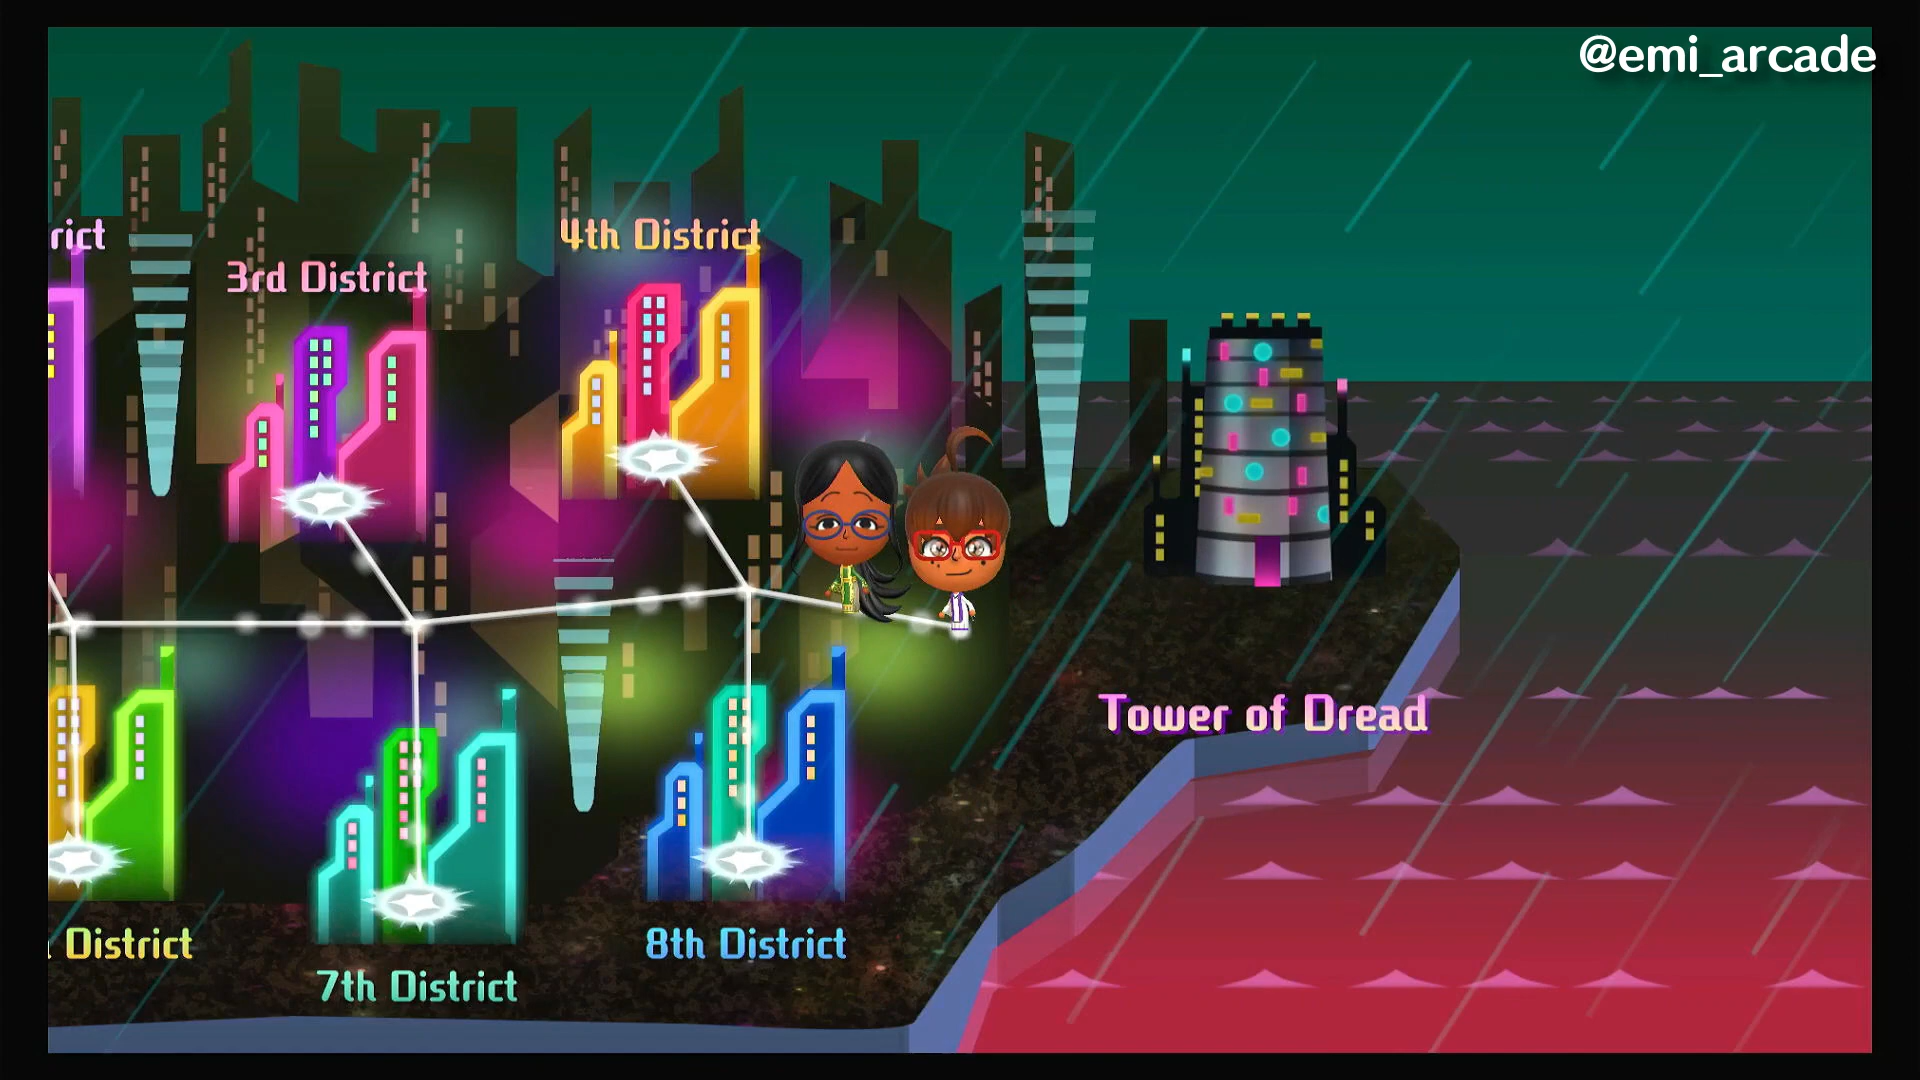 @emi_arcade
rict
4th District
3rd District
Tower of Dread
District
8th District
7th District